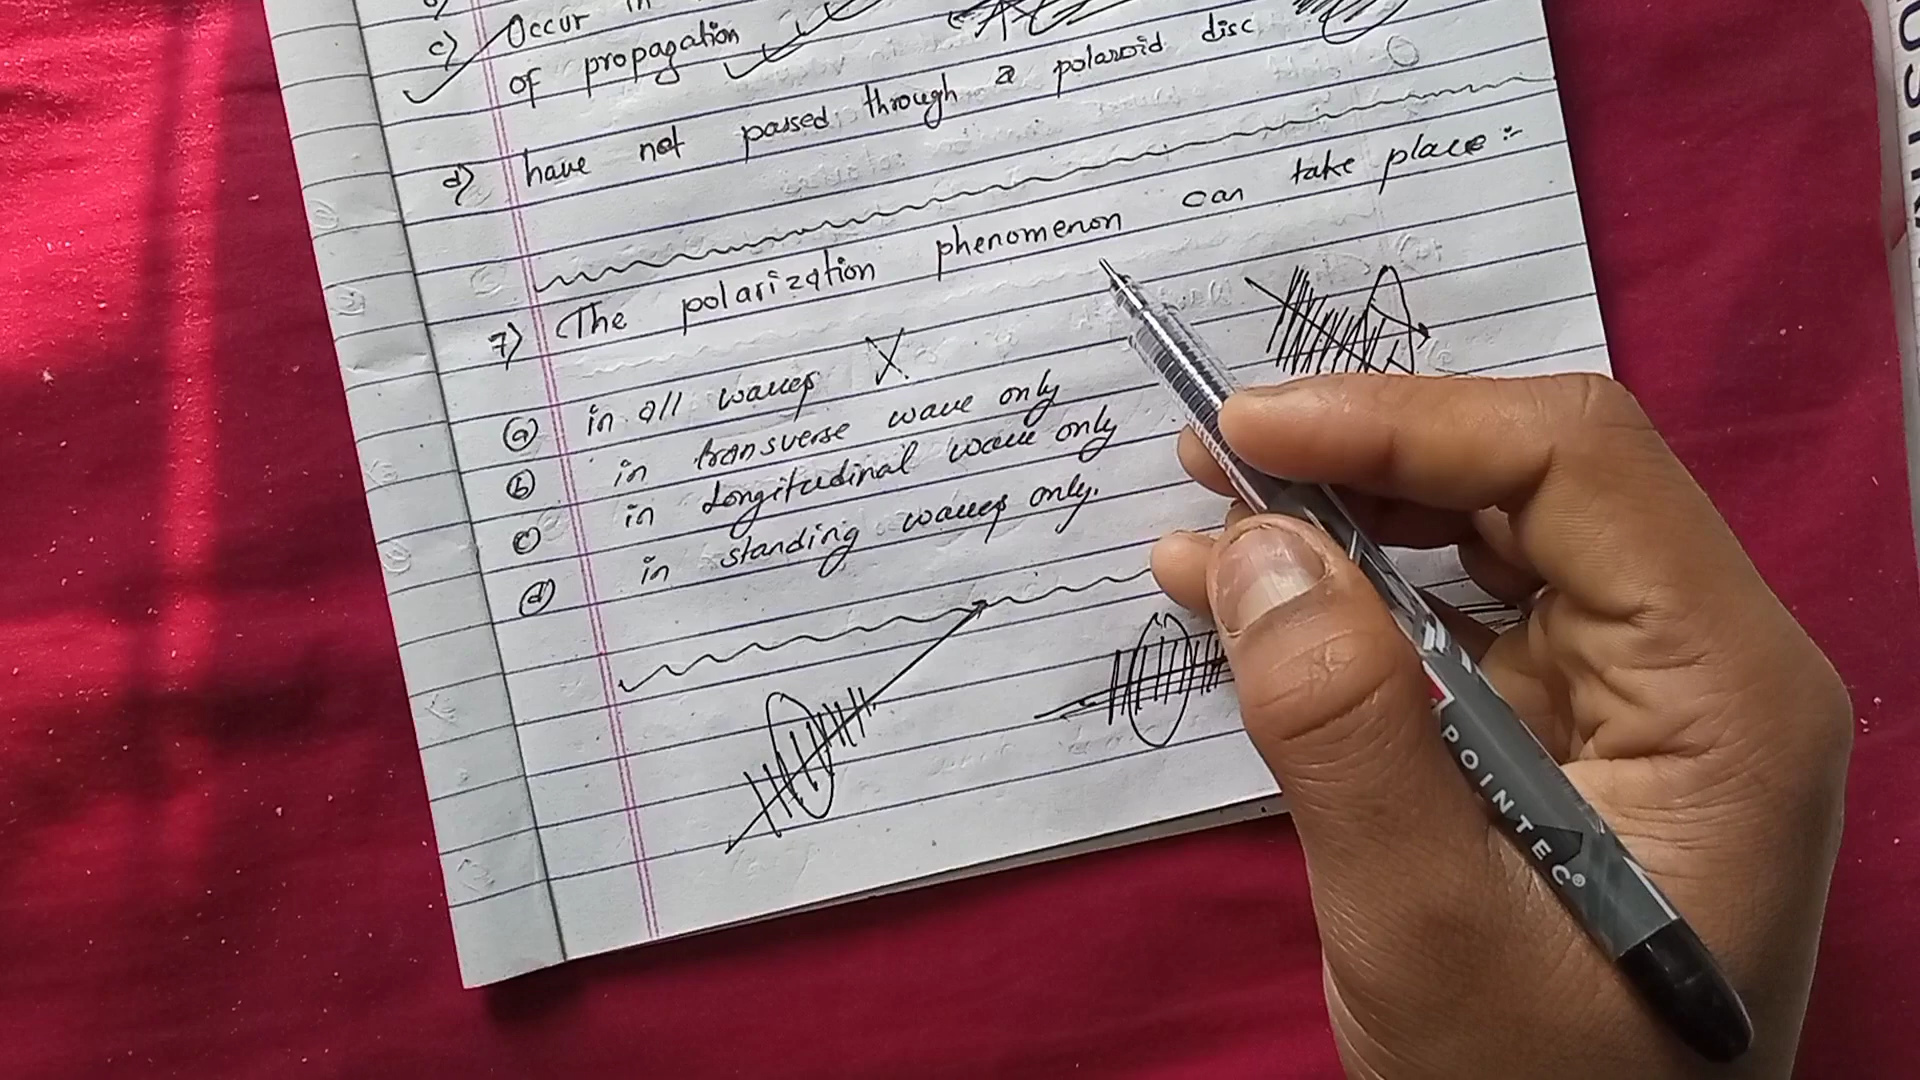 c) Occur in
of propagation
d) have not passed through a polaroid disc
7) The polarization phenomenon can take place :-
(a) in all waves X
(b) in transverse wave only
(c) in Longitudinal wave only
(d) in standing waves only.
POINTEC®